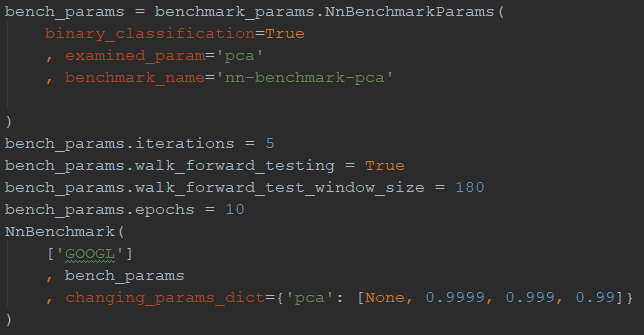 bench_params = benchmark_params.NnBenchmarkParams(
    binary_classification=True
    , examined_param='pca'
    , benchmark_name='nn-benchmark-pca'
)
bench_params.iterations = 5
bench_params.walk_forward_testing = True
bench_params.walk_forward_test_window_size = 180
bench_params.epochs = 10
NnBenchmark(
    ['GOOGL']
    , bench_params
    , changing_params_dict={'pca': [None, 0.9999, 0.999, 0.99]}
)